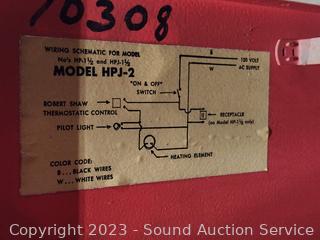 10308
WIRING SCHEMATIC FOR MODEL
No's HP-1½ and HPJ-1½
MODEL HPJ-2
B
W
120 VOLT
AC SUPPLY
"ON & OFF"
SWITCH
ROBERT SHAW
THERMOSTATIC CONTROL
RECEPTACLE
(on Model HP-1½ only)
PILOT LIGHT
HEATING ELEMENT
COLOR CODE:
B...BLACK WIRES
W...WHITE WIRES
Copyright 2023 - Sound Auction Service